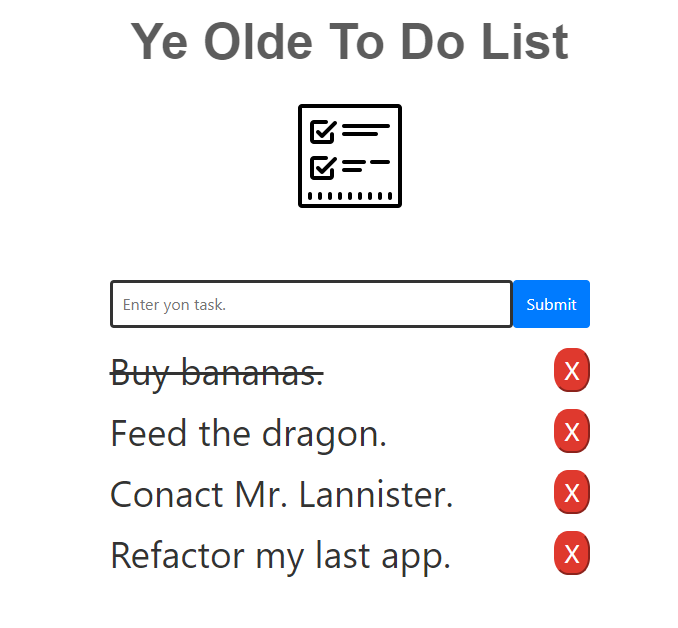 Ye Olde To Do List
Enter yon task.
Submit
Buy bananas.
X
Feed the dragon.
X
Conact Mr. Lannister.
X
Refactor my last app.
X